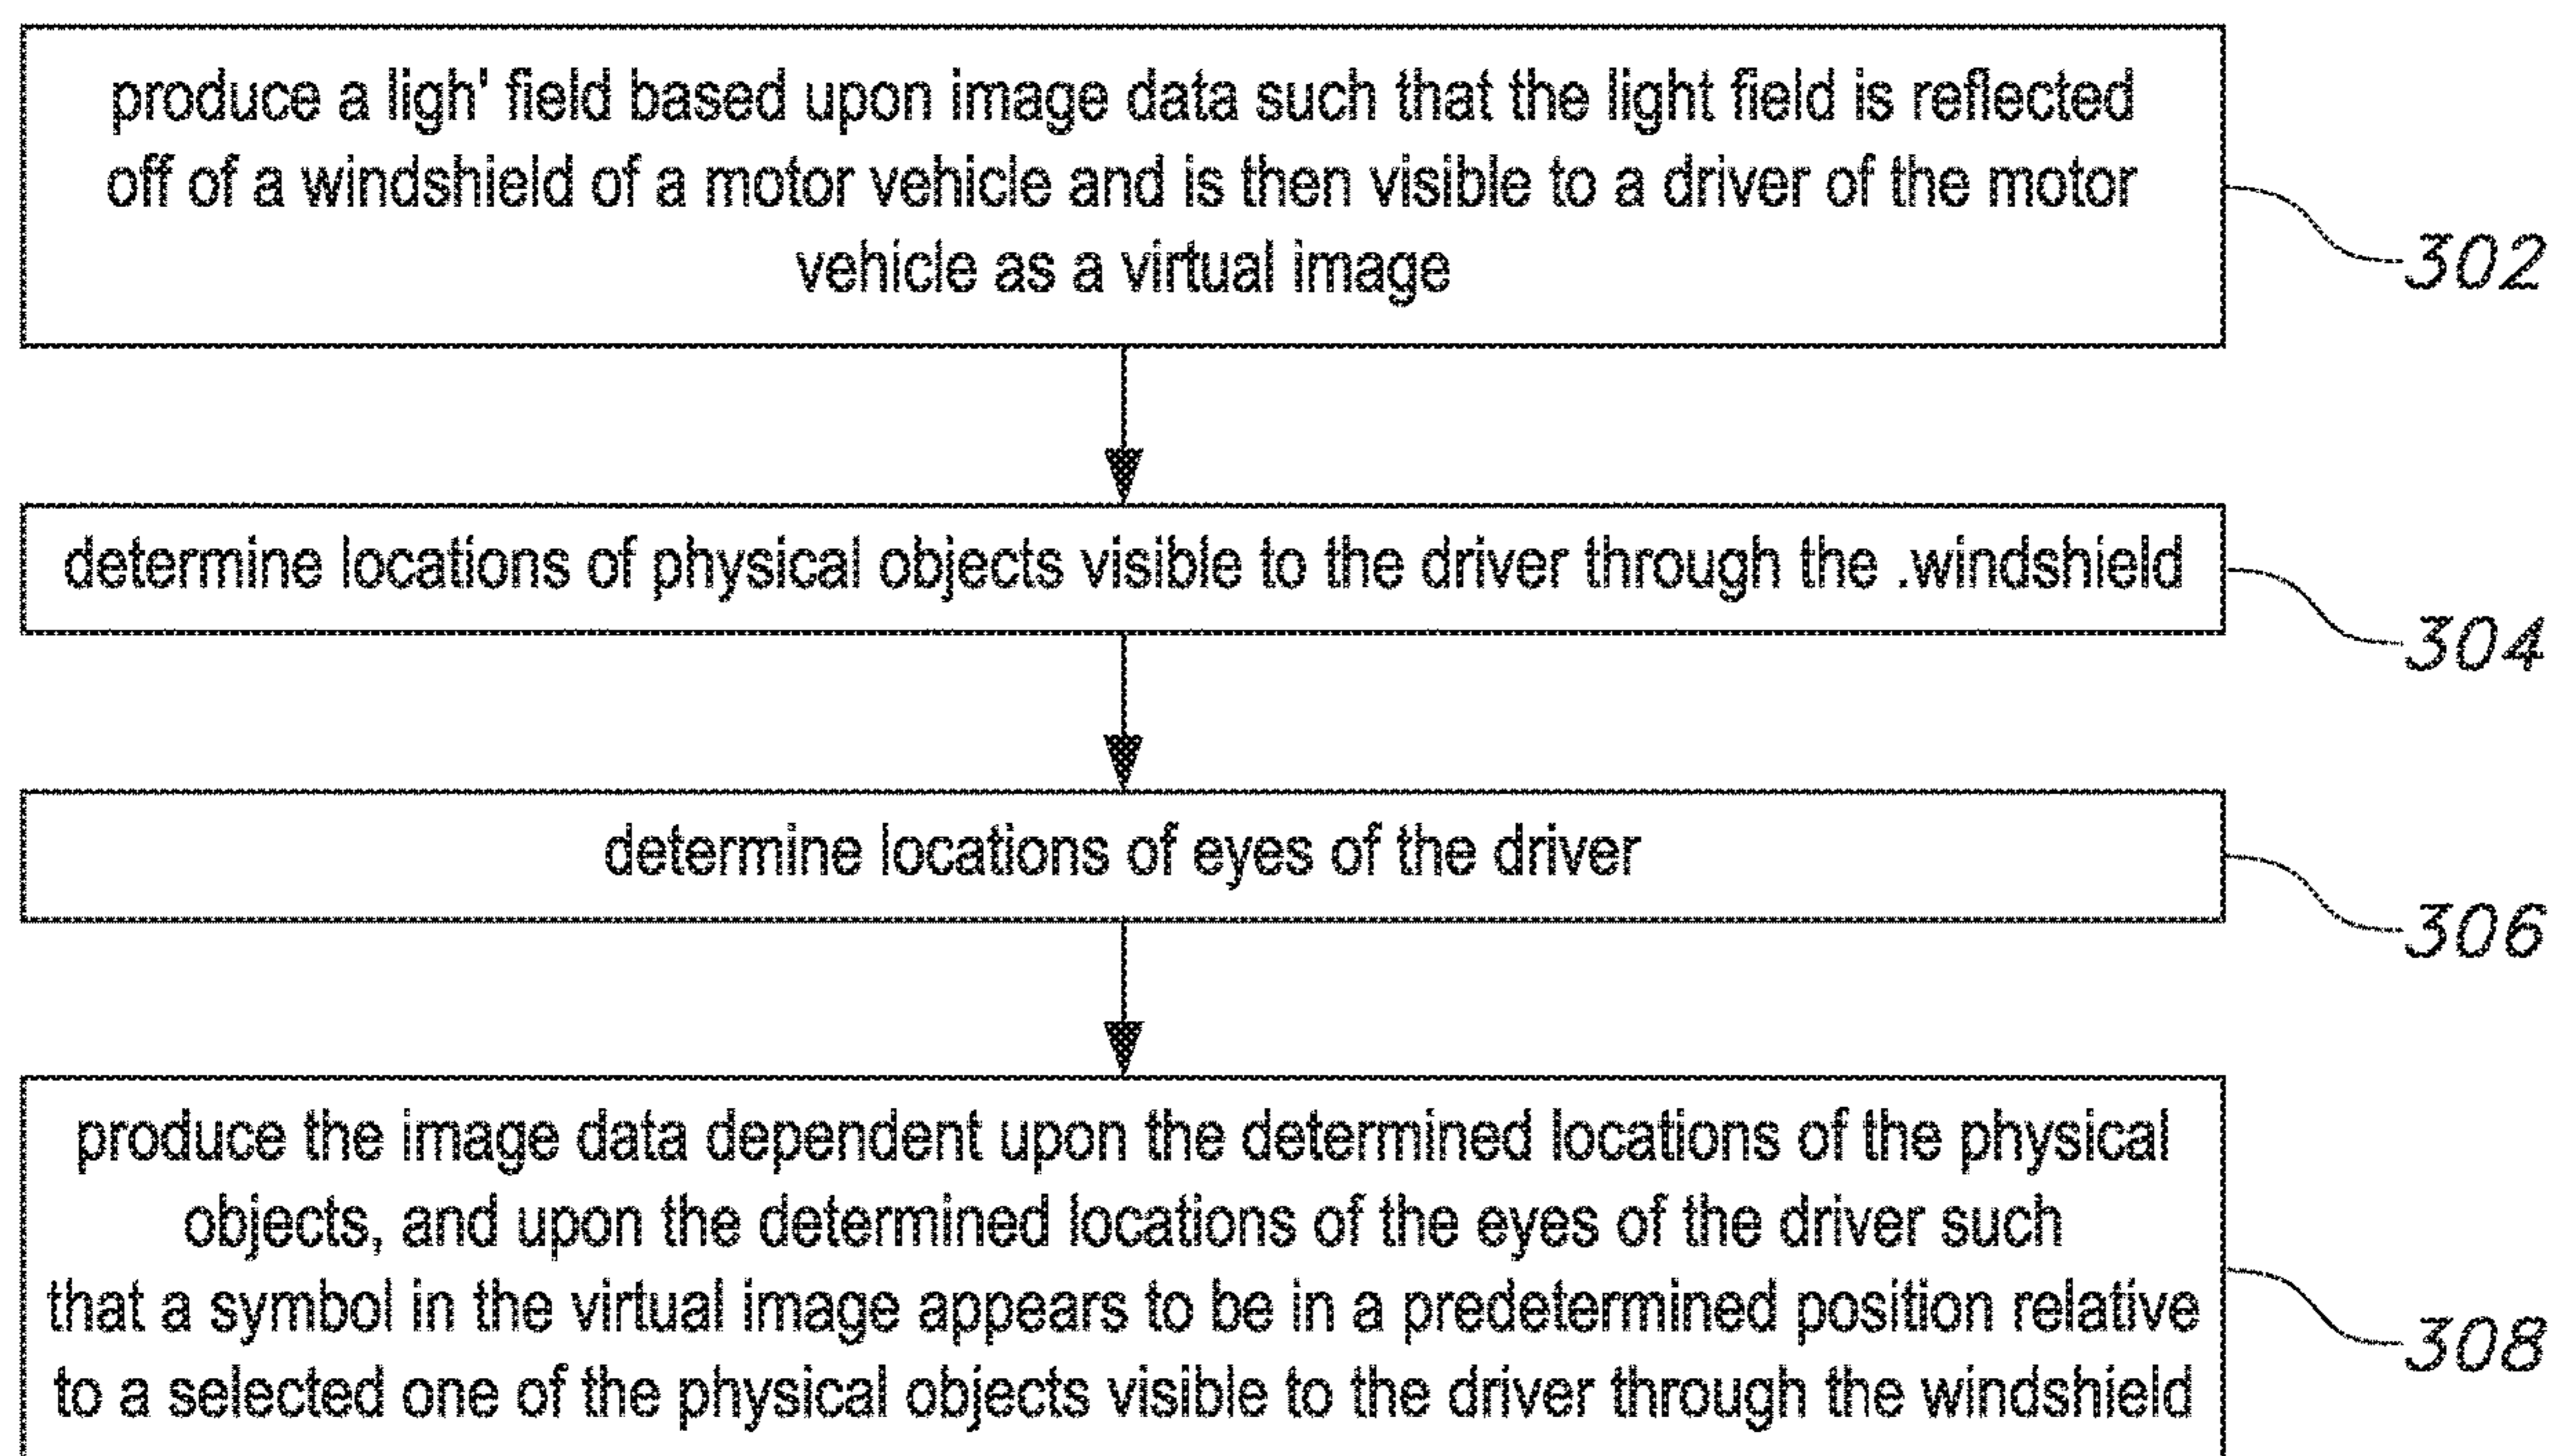 produce a ligh' field based upon image data such that the light field is reflected
off of a windshield of a motor vehicle and is then visible to a driver of the motor
vehicle as a virtual image
302
determine locations of physical objects visible to the driver through the .windshield
304
determine locations of eyes of the driver
306
produce the image data dependent upon the determined locations of the physical
objects, and upon the determined locations of the eyes of the driver such
that a symbol in the virtual image appears to be in a predetermined position relative
to a selected one of the physical objects visible to the driver through the windshield
308